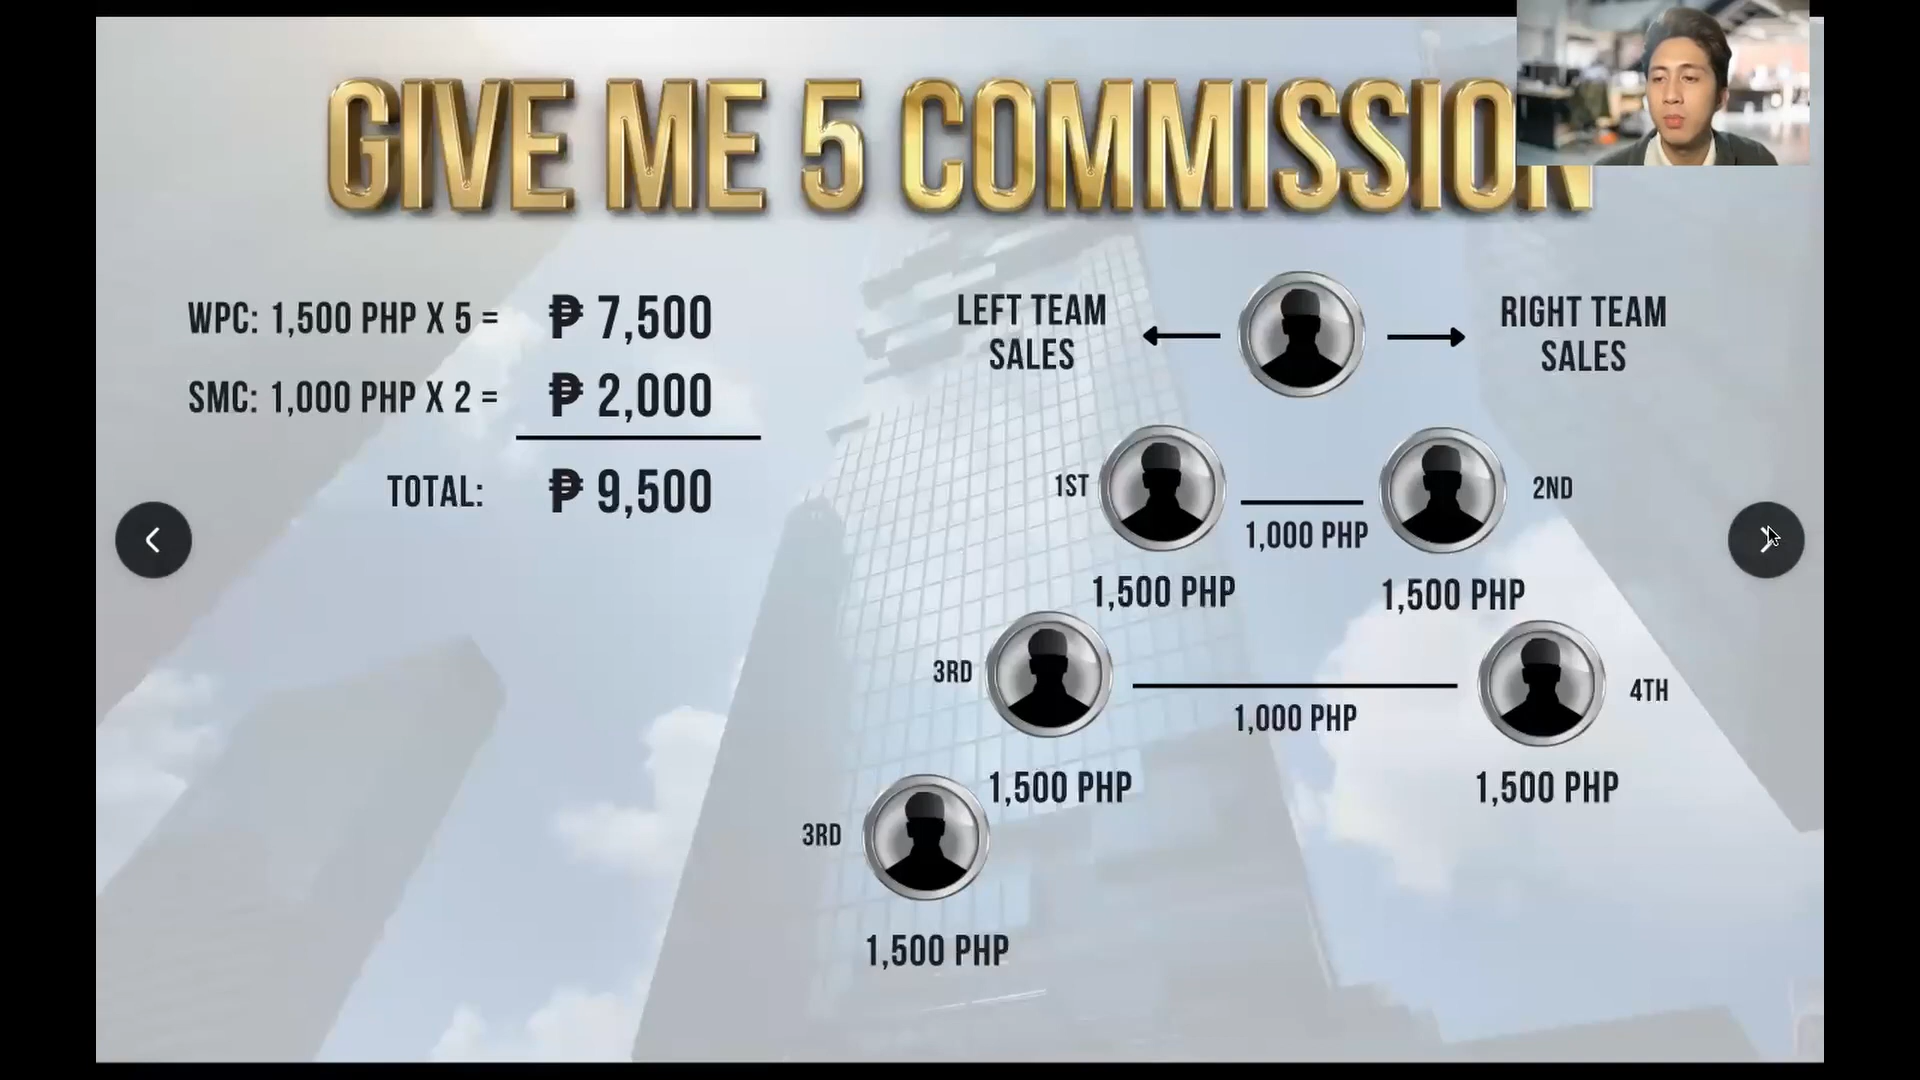 GIVE ME 5 COMMISSION
WPC: 1,500 PHP X 5 = ₱ 7,500
SMC: 1,000 PHP X 2 = ₱ 2,000
TOTAL: ₱ 9,500
LEFT TEAM
SALES
RIGHT TEAM
SALES
1ST
2ND
1,000 PHP
1,500 PHP
1,500 PHP
3RD
4TH
1,000 PHP
1,500 PHP
1,500 PHP
3RD
1,500 PHP